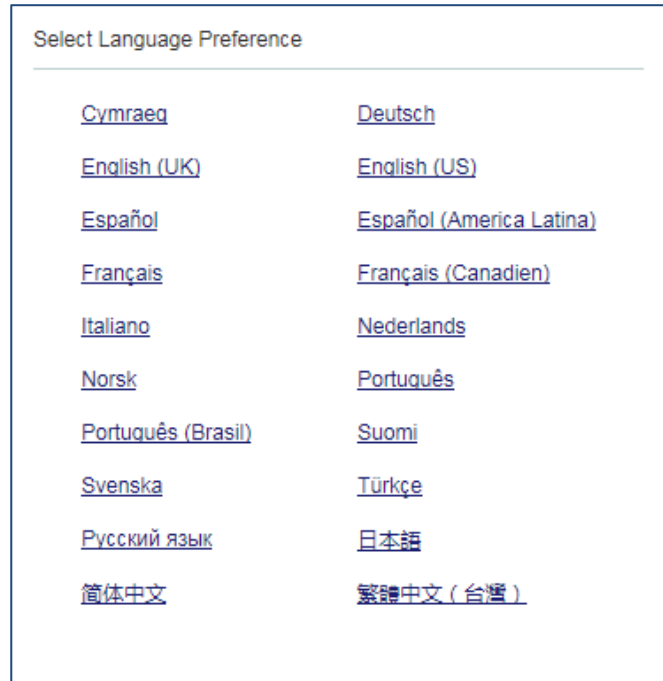 Select Language Preference
Cymraeg Deutsch
English (UK) English (US)
Español Español (America Latina)
Français Français (Canadien)
Italiano Nederlands
Norsk Português
Português (Brasil) Suomi
Svenska Türkçe
Русский язык 日本語
简体中文 繁體中文（台灣）